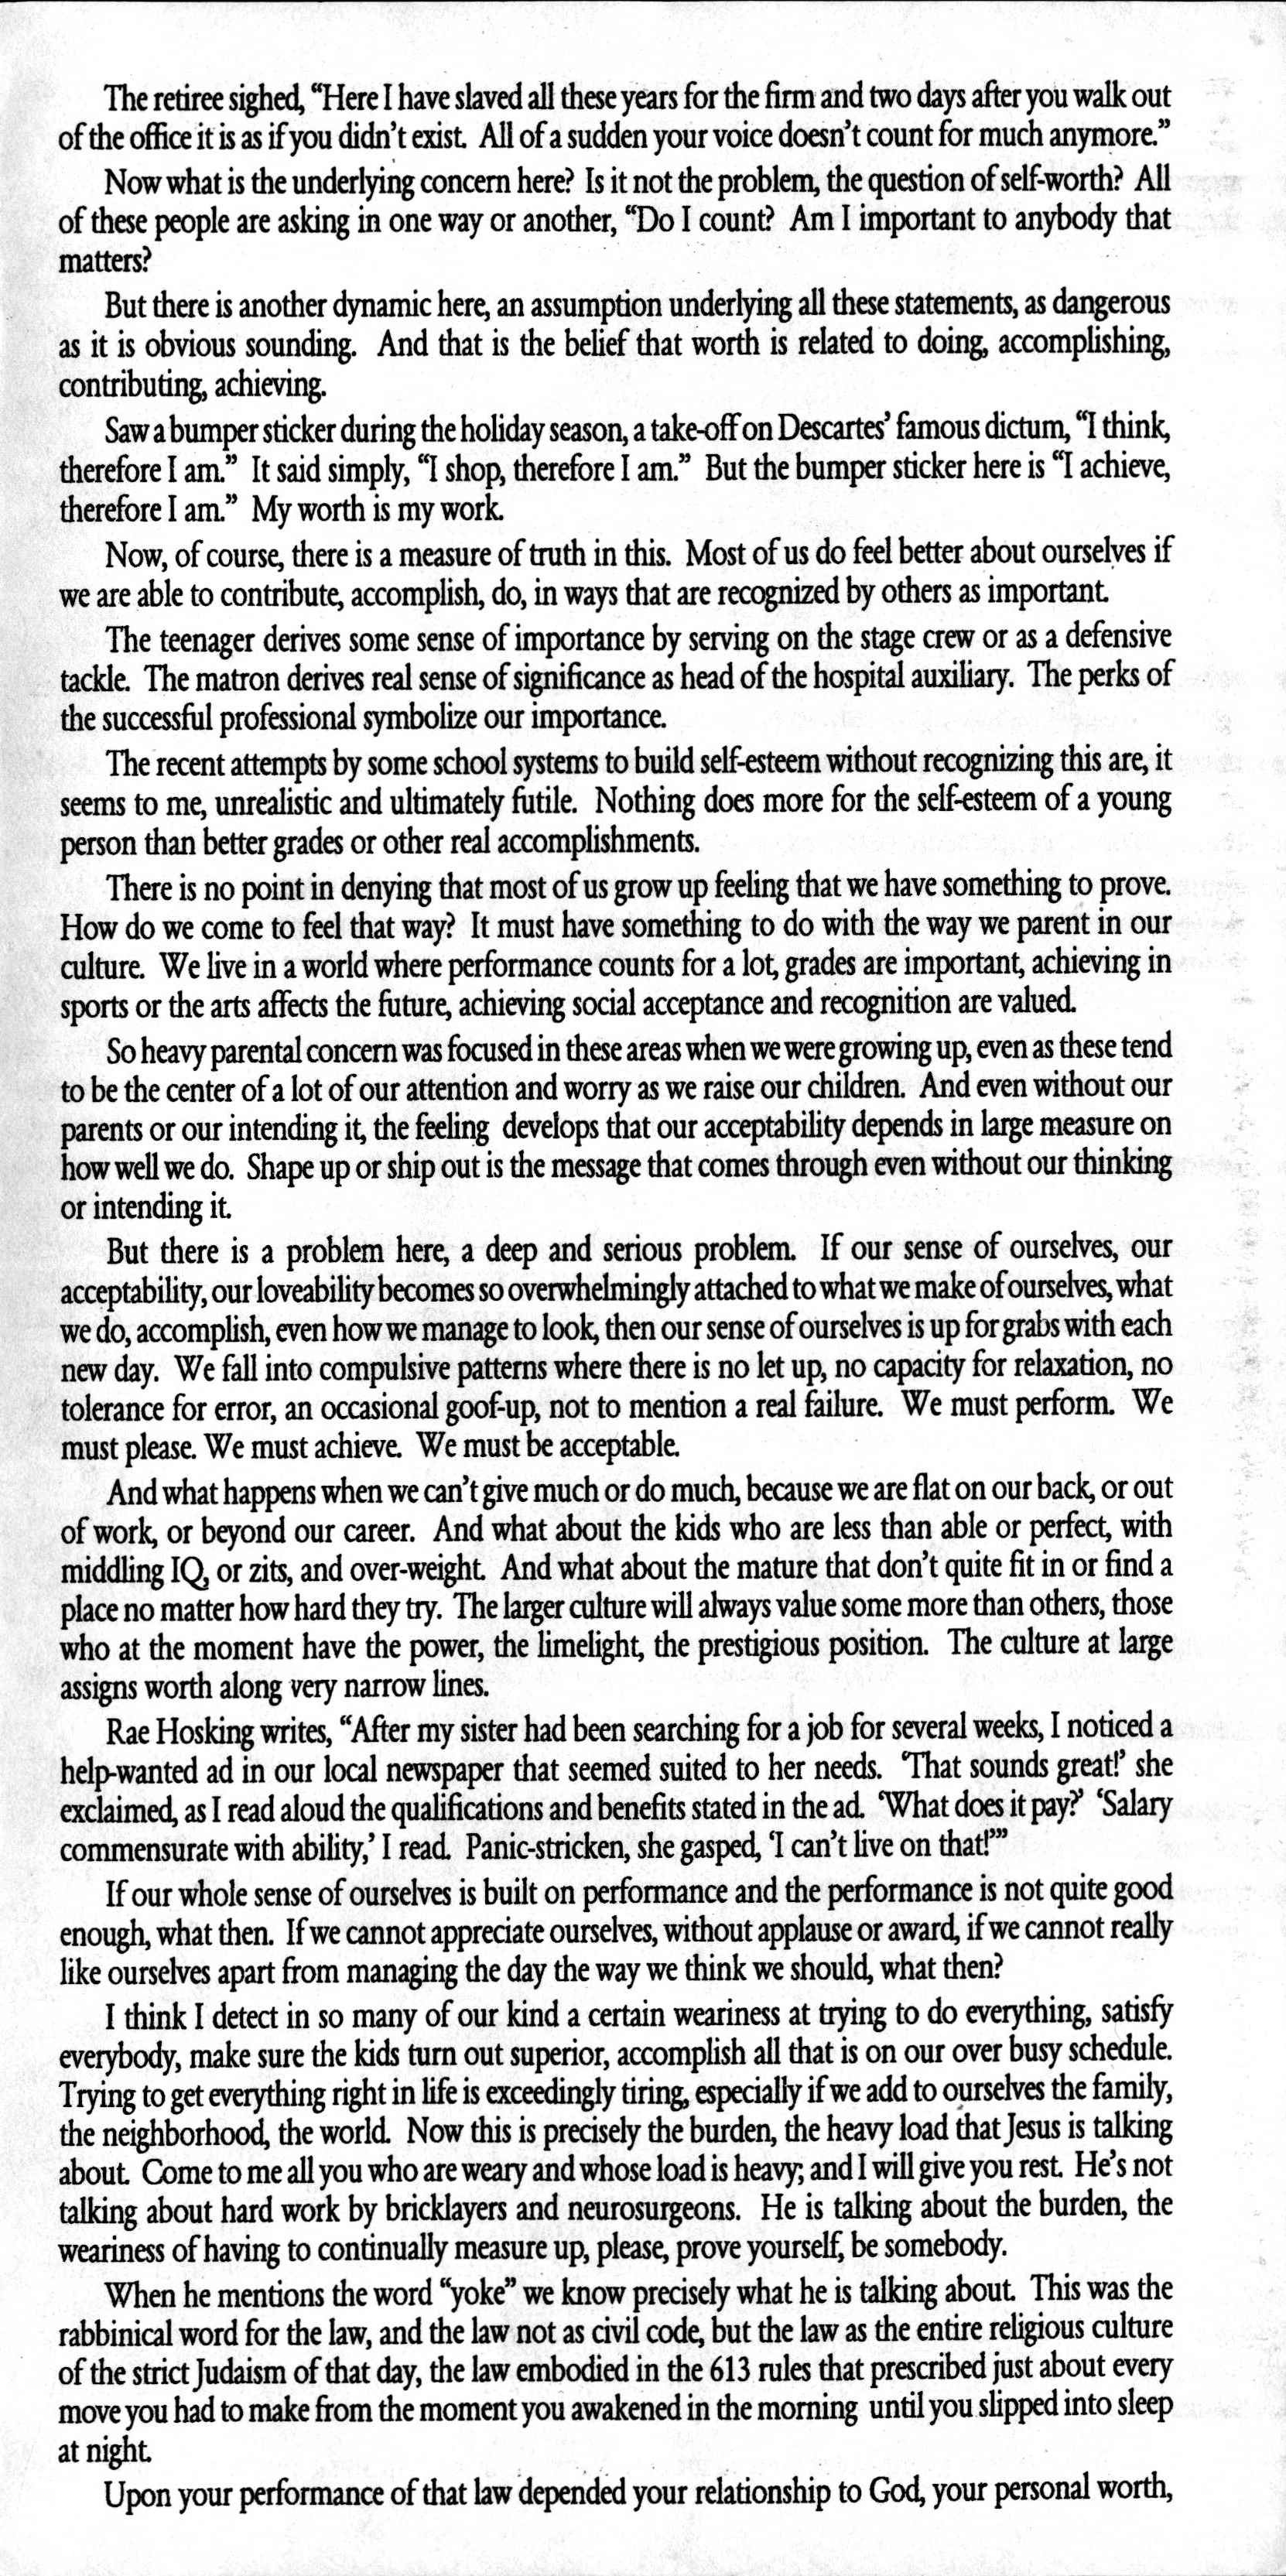 The retiree sighed, “Here I have slaved all these years for the firm and two days after you walk out
of the office it is as if you didn’t exist. All of a sudden your voice doesn’t count for much anymore.”
Now what is the underlying concern here? Is it not the problem, the question of self-worth? All
of these people are asking in one way or another, “Do I count? Am I important to anybody that
matters?
But there is another dynamic here, an assumption underlying all these statements, as dangerous
as it is obvious sounding. And that is the belief that worth is related to doing, accomplishing,
contributing, achieving.
Saw a bumper sticker during the holiday season, a take-off on Descartes’ famous dictum, “I think,
therefore I am.” It said simply, “I shop, therefore I am.” But the bumper sticker here is “I achieve,
therefore I am.” My worth is my work.
Now, of course, there is a measure of truth in this. Most of us do feel better about ourselves if
we are able to contribute, accomplish, do, in ways that are recognized by others as important.
The teenager derives some sense of importance by serving on the stage crew or as a defensive
tackle. The matron derives real sense of significance as head of the hospital auxiliary. The perks of
the successful professional symbolize our importance.
The recent attempts by some school systems to build self-esteem without recognizing this are, it
seems to me, unrealistic and ultimately futile. Nothing does more for the self-esteem of a young
person than better grades or other real accomplishments.
There is no point in denying that most of us grow up feeling that we have something to prove.
How do we come to feel that way? It must have something to do with the way we parent in our
culture. We live in a world where performance counts for a lot, grades are important, achieving in
sports or the arts affects the future, achieving social acceptance and recognition are valued.
So heavy parental concern was focused in these areas when we were growing up, even as these tend
to be the center of a lot of our attention and worry as we raise our children. And even without our
parents or our intending it, the feeling develops that our acceptability depends in large measure on
how well we do. Shape up or ship out is the message that comes through even without our thinking
or intending it.
But there is a problem here, a deep and serious problem. If our sense of ourselves, our
acceptability, our loveability becomes so overwhelmingly attached to what we make of ourselves, what
we do, accomplish, even how we manage to look, then our sense of ourselves is up for grabs with each
new day. We fall into compulsive patterns where there is no let up, no capacity for relaxation, no
tolerance for error, an occasional goof-up, not to mention a real failure. We must perform. We
must please. We must achieve. We must be acceptable.
And what happens when we can’t give much or do much, because we are flat on our back, or out
of work, or beyond our career. And what about the kids who are less than able or perfect, with
middling IQ, or zits, and over-weight. And what about the mature that don’t quite fit in or find a
place no matter how hard they try. The larger culture will always value some more than others, those
who at the moment have the power, the limelight, the prestigious position. The culture at large
assigns worth along very narrow lines.
Rae Hosking writes, “After my sister had been searching for a job for several weeks, I noticed a
help-wanted ad in our local newspaper that seemed suited to her needs. ‘That sounds great!’ she
exclaimed, as I read aloud the qualifications and benefits stated in the ad. ‘What does it pay?’ ‘Salary
commensurate with ability,’ I read. Panic-stricken, she gasped, ‘I can’t live on that!’”
If our whole sense of ourselves is built on performance and the performance is not quite good
enough, what then. If we cannot appreciate ourselves, without applause or award, if we cannot really
like ourselves apart from managing the day the way we think we should, what then?
I think I detect in so many of our kind a certain weariness at trying to do everything, satisfy
everybody, make sure the kids turn out superior, accomplish all that is on our over busy schedule.
Trying to get everything right in life is exceedingly tiring, especially if we add to ourselves the family,
the neighborhood, the world. Now this is precisely the burden, the heavy load that Jesus is talking
about. Come to me all you who are weary and whose load is heavy; and I will give you rest. He’s not
talking about hard work by bricklayers and neurosurgeons. He is talking about the burden, the
weariness of having to continually measure up, please, prove yourself, be somebody.
When he mentions the word “yoke” we know precisely what he is talking about. This was the
rabbinical word for the law, and the law not as civil code, but the law as the entire religious culture
of the strict Judaism of that day, the law embodied in the 613 rules that prescribed just about every
move you had to make from the moment you awakened in the morning until you slipped into sleep
at night.
Upon your performance of that law depended your relationship to God, your personal worth,